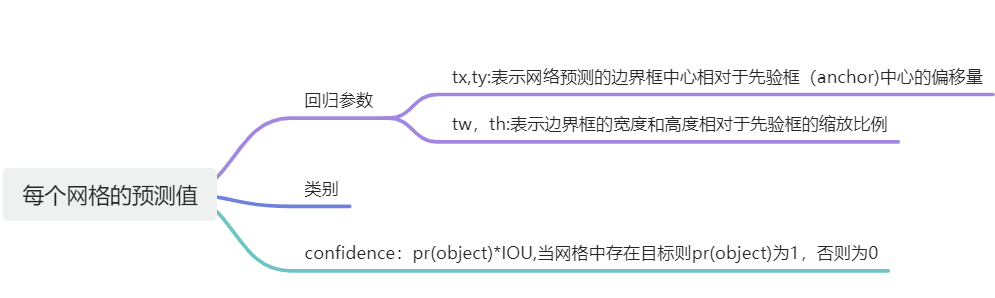 tx,ty:表示网络预测的边界框中心相对于先验框（anchor)中心的偏移量
回归参数
tw，th:表示边界框的宽度和高度相对于先验框的缩放比例
每个网格的预测值
类别
confidence：pr(object)*IOU,当网格中存在目标则pr(object)为1，否则为0